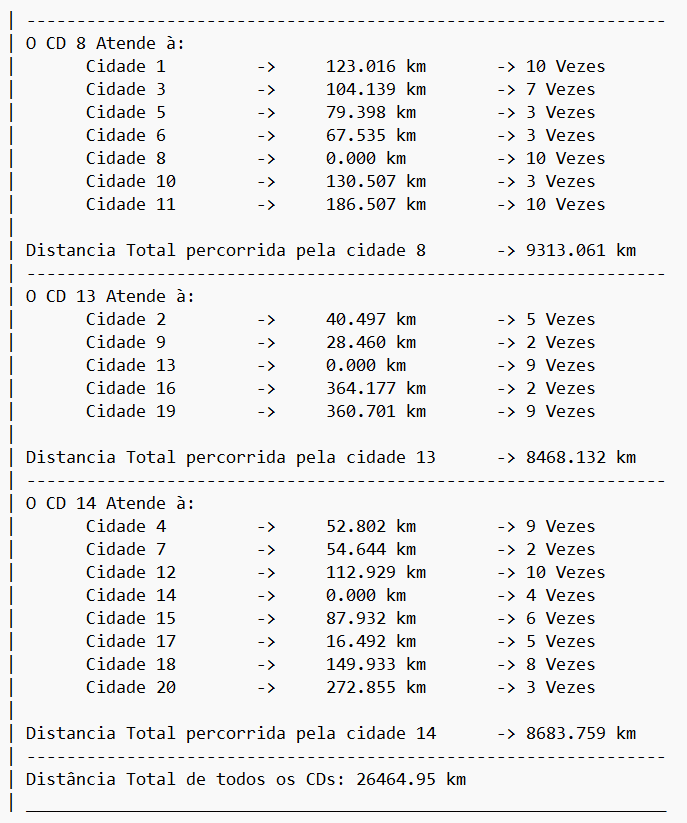 | ----------------------------------------------------------------
| O CD 8 Atende à:
|       Cidade 1         ->     123.016 km       -> 10 Vezes
|       Cidade 3         ->     104.139 km       -> 7 Vezes
|       Cidade 5         ->     79.398 km        -> 3 Vezes
|       Cidade 6         ->     67.535 km        -> 3 Vezes
|       Cidade 8         ->     0.000 km         -> 10 Vezes
|       Cidade 10        ->     130.507 km       -> 3 Vezes
|       Cidade 11        ->     186.507 km       -> 10 Vezes
|
| Distancia Total percorrida pela cidade 8       -> 9313.061 km
| ----------------------------------------------------------------
| O CD 13 Atende à:
|       Cidade 2         ->     40.497 km        -> 5 Vezes
|       Cidade 9         ->     28.460 km        -> 2 Vezes
|       Cidade 13        ->     0.000 km         -> 9 Vezes
|       Cidade 16        ->     364.177 km       -> 2 Vezes
|       Cidade 19        ->     360.701 km       -> 9 Vezes
|
| Distancia Total percorrida pela cidade 13      -> 8468.132 km
| ----------------------------------------------------------------
| O CD 14 Atende à:
|       Cidade 4         ->     52.802 km        -> 9 Vezes
|       Cidade 7         ->     54.644 km        -> 2 Vezes
|       Cidade 12        ->     112.929 km       -> 10 Vezes
|       Cidade 14        ->     0.000 km         -> 4 Vezes
|       Cidade 15        ->     87.932 km        -> 6 Vezes
|       Cidade 17        ->     16.492 km        -> 5 Vezes
|       Cidade 18        ->     149.933 km       -> 8 Vezes
|       Cidade 20        ->     272.855 km       -> 3 Vezes
|
| Distancia Total percorrida pela cidade 14      -> 8683.759 km
| ----------------------------------------------------------------
| Distância Total de todos os CDs: 26464.95 km
| ________________________________________________________________